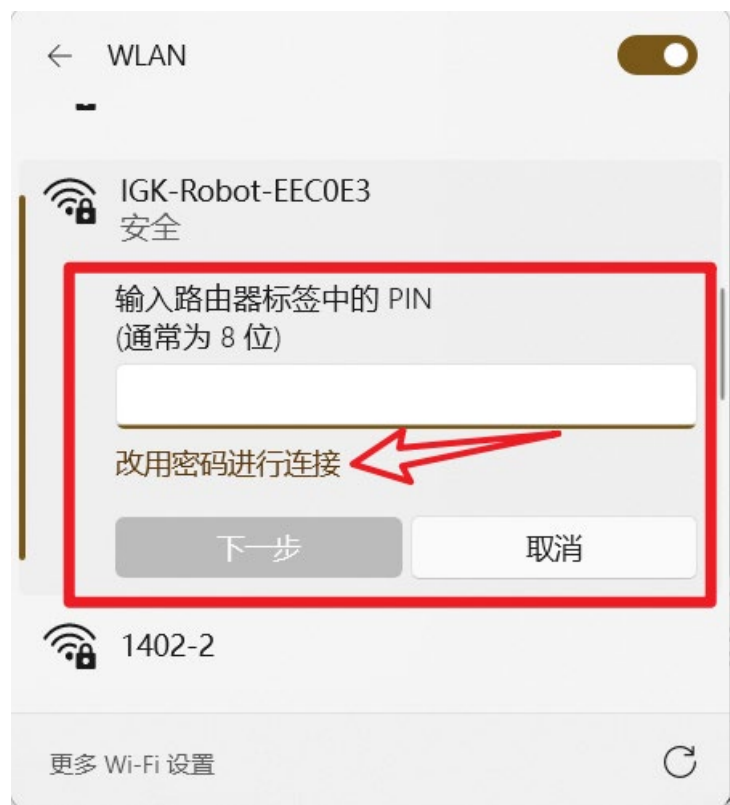 WLAN
IGK-Robot-EEC0E3
安全
输入路由器标签中的 PIN
(通常为 8 位)
改用密码进行连接
下一步
取消
1402-2
更多 Wi-Fi 设置